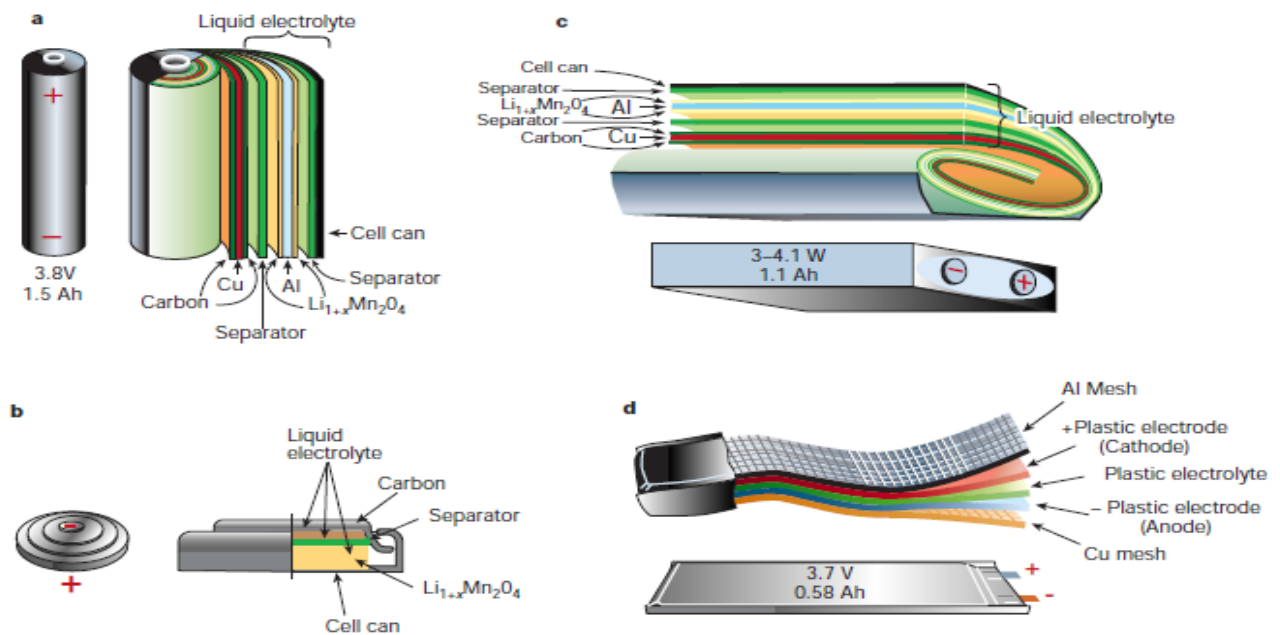 a
Liquid electrolyte
+
−
3.8V
1.5 Ah
Cell can
Cu
Al
Separator
Carbon
Li1+xMn2O4
Separator
c
Cell can
Separator
Li1+xMn2O4
Al
Separator
Carbon
Cu
Liquid electrolyte
3–4.1 W
1.1 Ah
−
+
b
−
+
Liquid
electrolyte
Carbon
Separator
Li1+xMn2O4
Cell can
d
Al Mesh
+Plastic electrode
(Cathode)
Plastic electrolyte
– Plastic electrode
(Anode)
Cu mesh
3.7 V
0.58 Ah
+
-